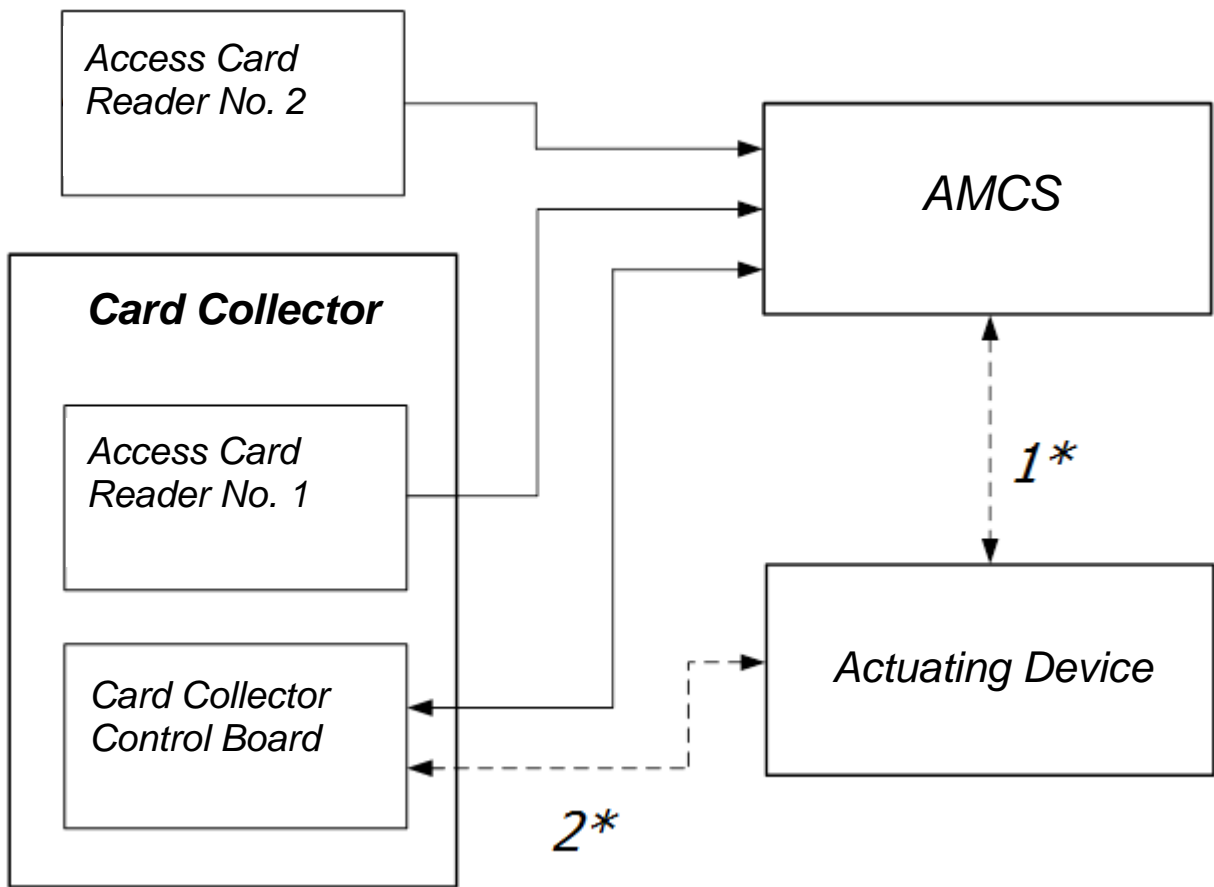 Access Card
Reader No. 2
AMCS
Card Collector
Access Card
Reader No. 1
1*
Card Collector
Control Board
Actuating Device
2*